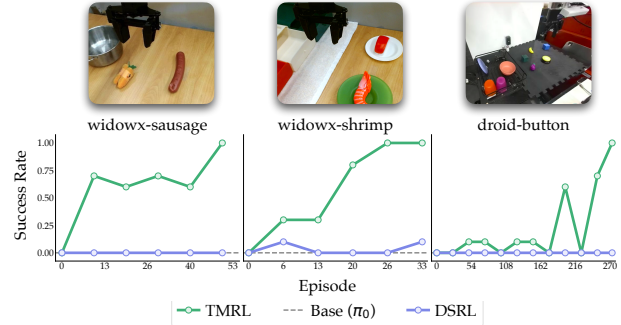 widowx-sausage widowx-shrimp droid-button
Success Rate
1.00
0.75
0.50
0.25
0.00
0 13 26 40 53 0 6 13 20 26 33 0 54 108 162 216 270
Episode
TMRL Base (π₀) DSRL